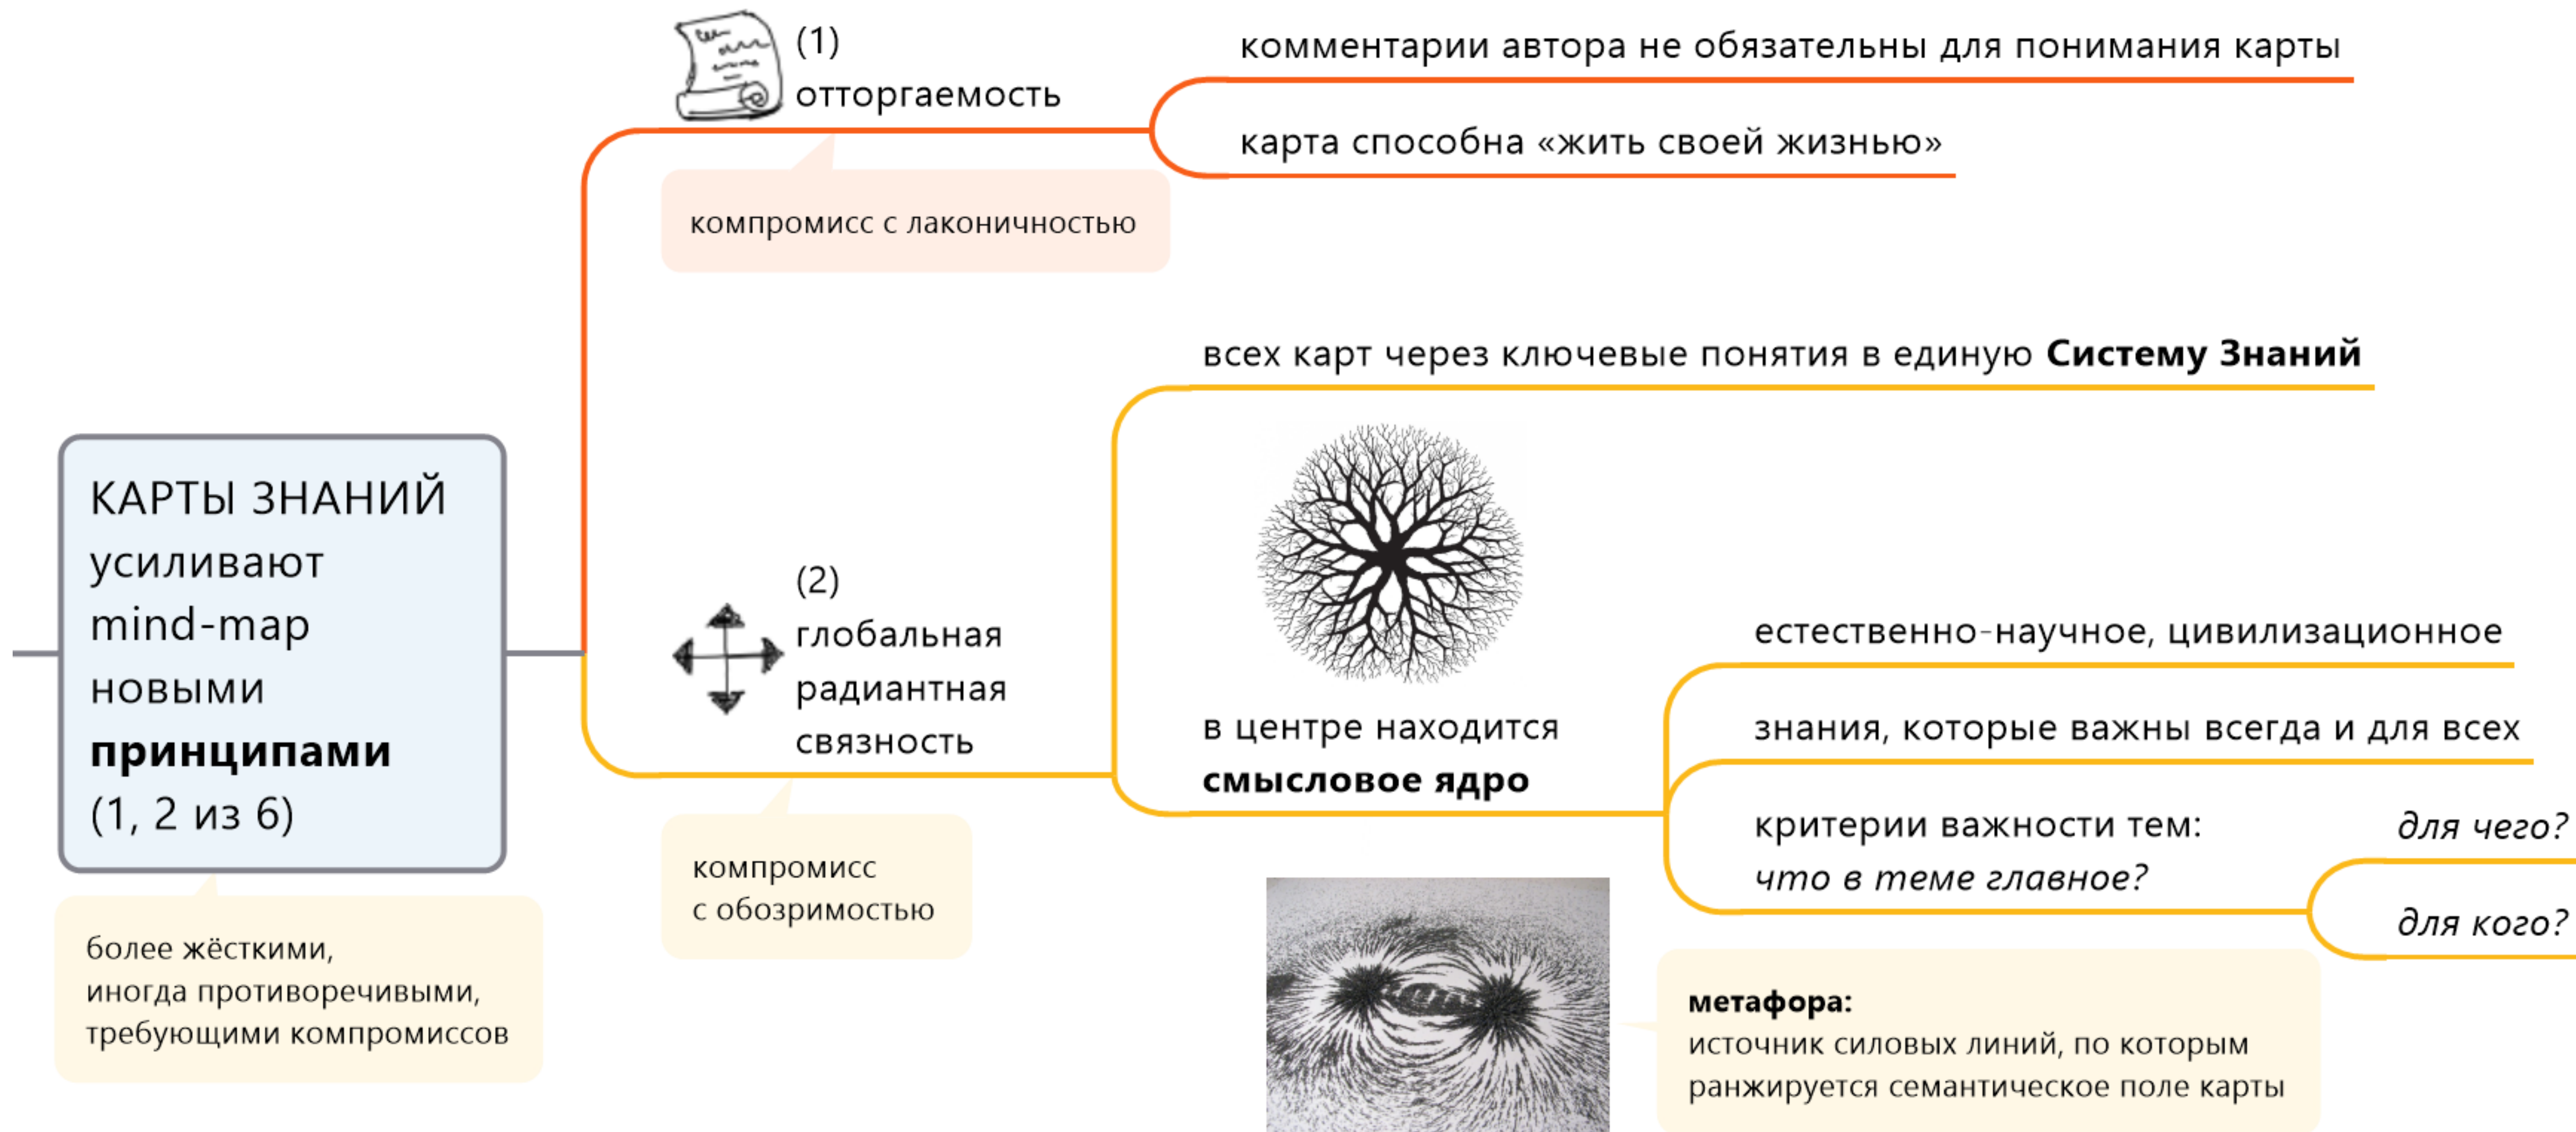 КАРТЫ ЗНАНИЙ
усиливают
mind-map
новыми
принципами
(1, 2 из 6)
более жёсткими,
иногда противоречивыми,
требующими компромиссов
(1)
отторгаемость
компромисс с лаконичностью
комментарии автора не обязательны для понимания карты
карта способна «жить своей жизнью»
(2)
глобальная
радиантная
связность
компромисс
с обозримостью
всех карт через ключевые понятия в единую Систему Знаний
в центре находится
смысловое ядро
естественно-научное, цивилизационное
знания, которые важны всегда и для всех
критерии важности тем:
что в теме главное?
для чего?
для кого?
метафора:
источник силовых линий, по которым
ранжируется семантическое поле карты